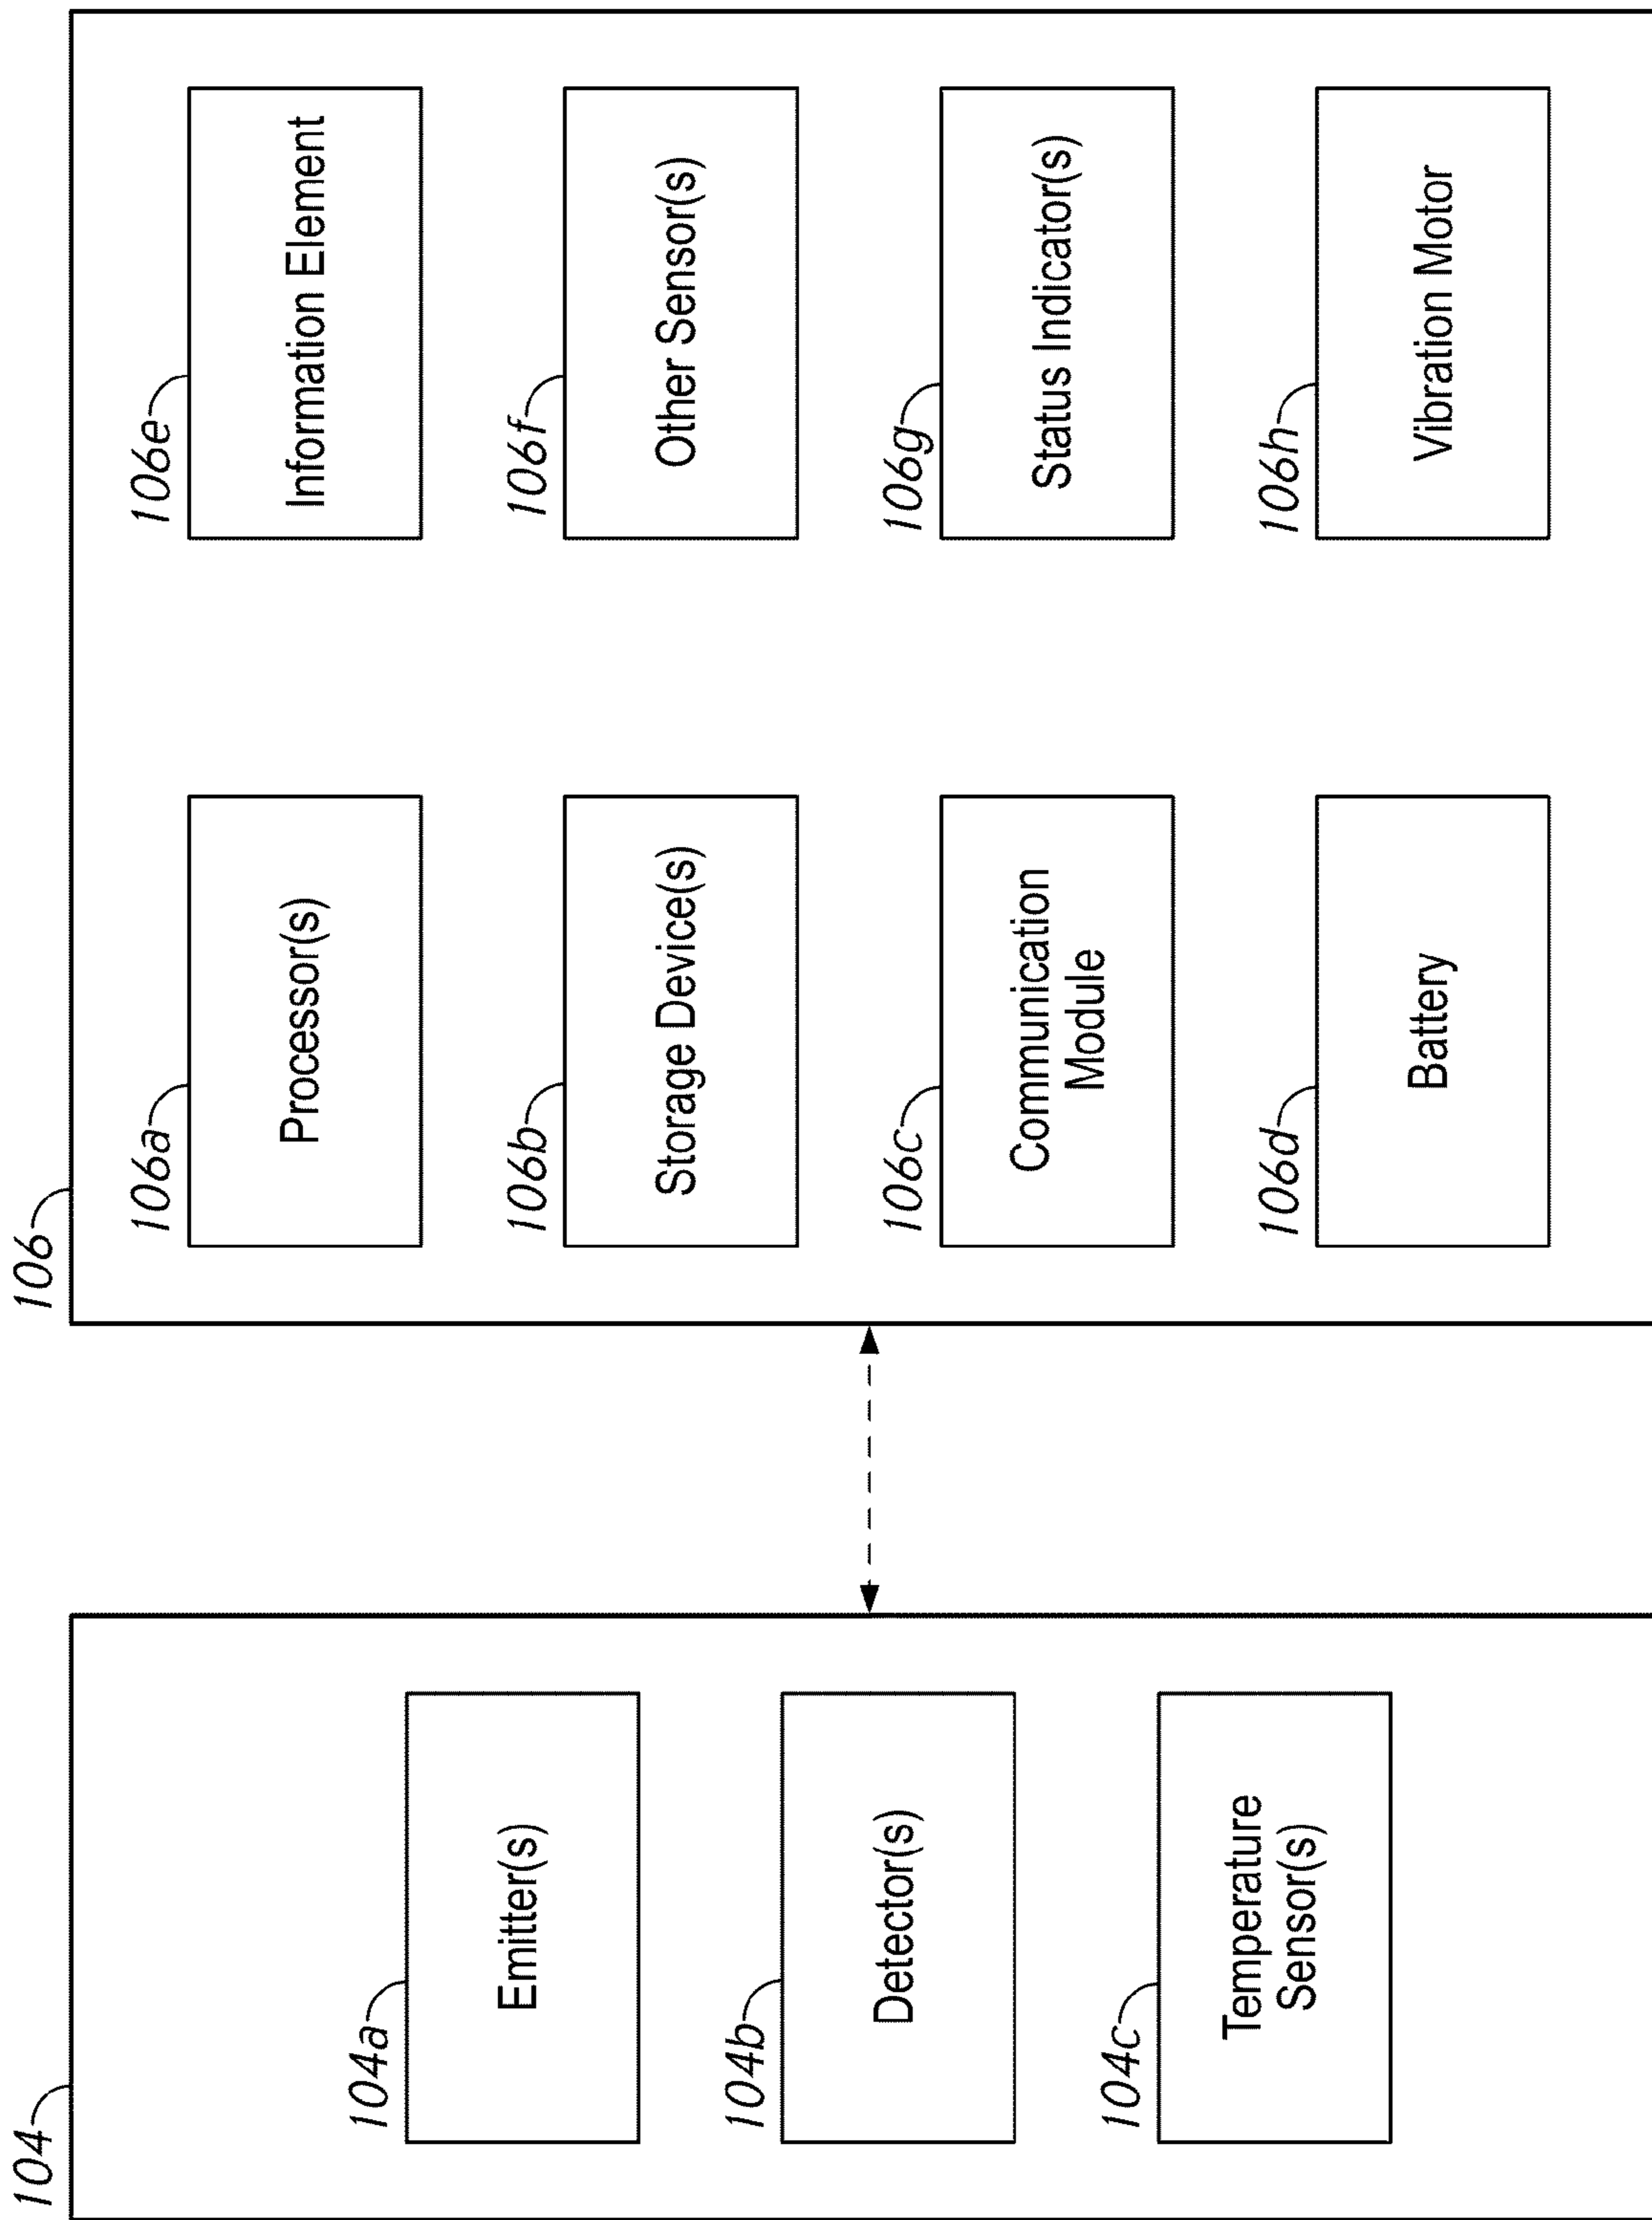 104
104a
Emitter(s)
104b
Detector(s)
104c
Temperature
Sensor(s)
106
106a
Processor(s)
106b
Storage Device(s)
106c
Communication
Module
106d
Battery
106e
Information Element
106f
Other Sensor(s)
106g
Status Indicator(s)
106h
Vibration Motor